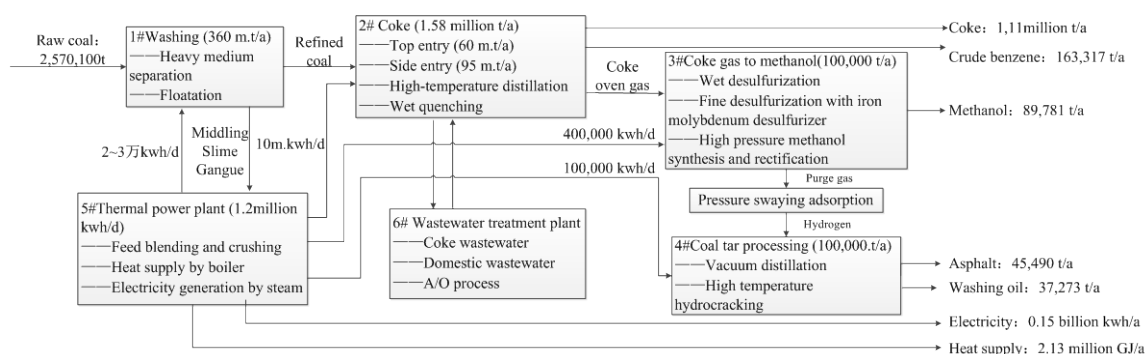 Raw coal:
2,570,100t
1#Washing (360 m.t/a)
——Heavy medium
separation
——Floatation
Refined
coal
2# Coke (1.58 million t/a)
——Top entry (60 m.t/a)
——Side entry (95 m.t/a)
——High-temperature distillation
——Wet quenching
Coke
oven gas
3#Coke gas to methanol(100,000 t/a)
——Wet desulfurization
——Fine desulfurization with iron
molybdenum desulfurizer
——High pressure methanol
synthesis and rectification
Coke: 1,11million t/a
Crude benzene: 163,317 t/a
Methanol: 89,781 t/a
2~3万kwh/d
Middling
Slime
Gangue
10m.kwh/d
400,000 kwh/d
100,000 kwh/d
Purge gas
Pressure swaying adsorption
Hydrogen
5#Thermal power plant (1.2million
kwh/d)
——Feed blending and crushing
——Heat supply by boiler
——Electricity generation by steam
6# Wastewater treatment plant
——Coke wastewater
——Domestic wastewater
——A/O process
4#Coal tar processing (100,000.t/a)
——Vacuum distillation
——High temperature
hydrocracking
Asphalt: 45,490 t/a
Washing oil: 37,273 t/a
Electricity: 0.15 billion kwh/a
Heat supply: 2.13 million GJ/a